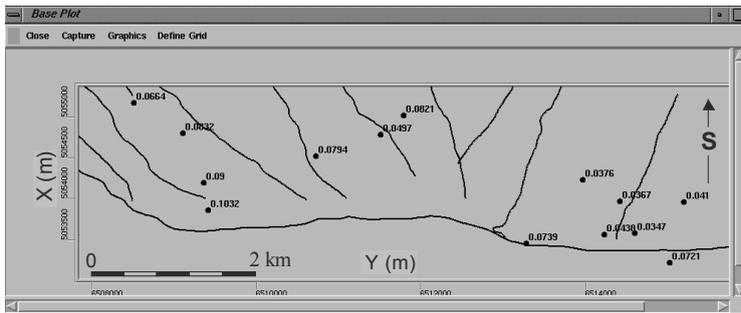 Base Plot
Close Capture Graphics Define Grid
0.0664
0.0821
0.0832
0.0497
0.0794
0.09
0.0376
0.0367
0.041
0.1032
0.0438
0.0347
0.0739
0.0721
S
X (m)
5055000
5054500
5054000
5053500
0
2 km
Y (m)
6508000 6510000 6512000 6514000